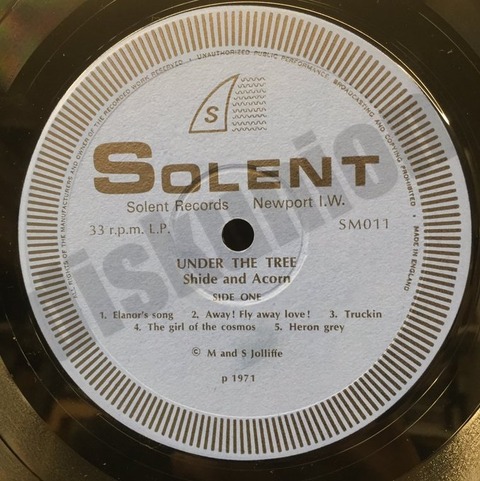 ALL RIGHTS OF THE MANUFACTURER AND OWNER OF THE RECORDED WORK RESERVED • UNAUTHORIZED PUBLIC PERFORMANCE BROADCASTING AND COPYING PROHIBITED • MADE IN ENGLAND
S
SOLENT
Solent Records Newport I.W.
33 r.p.m. L.P. SM011
UNDER THE TREE
Shide and Acorn
SIDE ONE
1. Elanor's song 2. Away! Fly away love! 3. Truckin
4. The girl of the cosmos 5. Heron grey
© M and S Jolliffe
p 1971